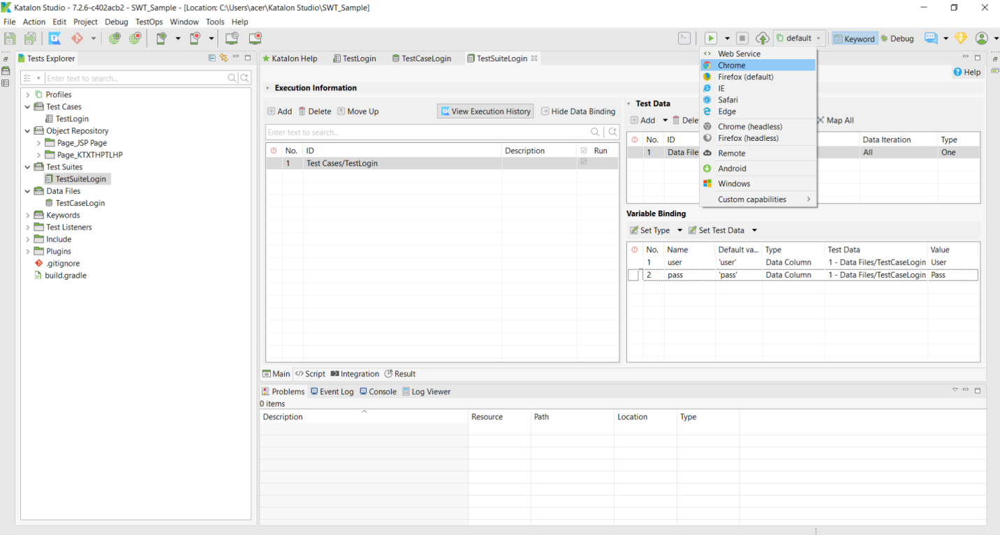 Katalon Studio - 7.2.6-c402acb2 - SWT_Sample - [Location: C:\Users\acer\Katalon Studio\SWT_Sample]
File Action Edit Project Debug TestOps Window Tools Help
default Keyword Debug
Tests Explorer
Enter text to search...
Profiles
Test Cases
TestLogin
Object Repository
Page_JSP Page
Page_KTXTHPTLHP
Test Suites
TestSuiteLogin
Data Files
TestCaseLogin
Keywords
Test Listeners
Include
Plugins
.gitignore
build.gradle
Katalon Help TestLogin TestCaseLogin TestSuiteLogin
Help
Execution Information
Add Delete Move Up View Execution History Hide Data Binding
Enter text to search...
No. ID Description Run
1 Test Cases/TestLogin
Web Service
Chrome
Firefox (default)
IE
Safari
Edge
Chrome (headless)
Firefox (headless)
Remote
Android
Windows
Custom capabilities
Test Data
Add Dele Map All
No. ID Data Iteration Type
1 Data File All One
Variable Binding
Set Type Set Test Data
No. Name Default va... Type Test Data Value
1 user 'user' Data Column 1 - Data Files/TestCaseLogin User
2 pass 'pass' Data Column 1 - Data Files/TestCaseLogin Pass
Main Script Integration Result
Problems Event Log Console Log Viewer
0 items
Description Resource Path Location Type